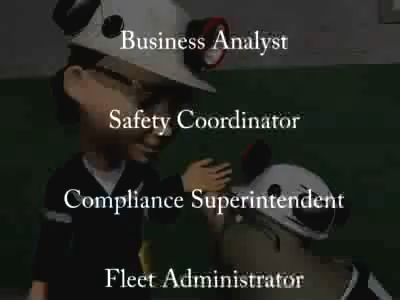 Business Analyst
Safety Coordinator
Compliance Superintendent
Fleet Administrator